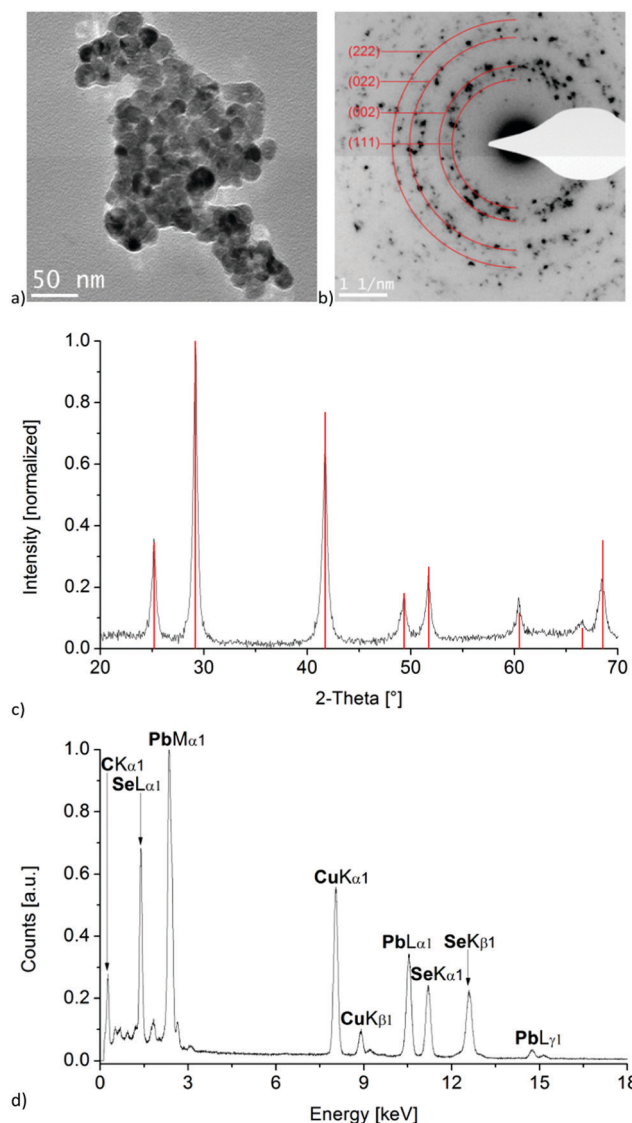 50 nm
a)
(222)
(022)
(002)
(111)
1 1/nm
b)
Intensity [normalized]
1.0
0.8
0.6
0.4
0.2
0.0
20 30 40 50 60 70
2-Theta [°]
c)
Counts [a.u.]
1.0
0.8
0.6
0.4
0.2
0.0
CKα1
SeLα1
PbMα1
CuKα1
CuKβ1
PbLα1
SeKα1
SeKβ1
PbLγ1
0 3 6 9 12 15 18
Energy [keV]
d)